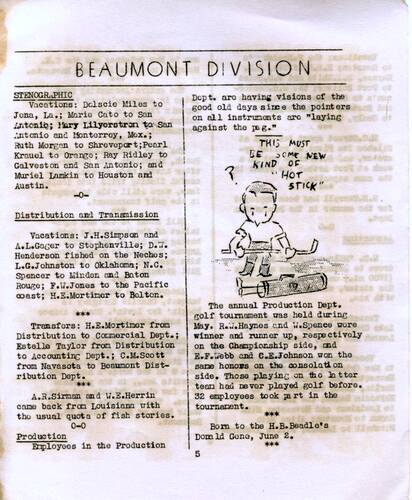 BEAUMONT DIVISION
STENOGRAPHIC
Vacations: Dalscie Miles to
Jena, La.; Marie Cato to San
Antonio; Mary Lilyerstrom to San
Antonio and Monterrey, Mex.;
Ruth Morgan to Shreveport; Pearl
Krauel to Orange; Ray Ridley to
Galveston and San Antonio; and
Muriel Lamkin to Houston and
Austin.
-O-
Distribution and Transmission
Vacations: J.H.Simpson and
A.L.Gager to Stephenville; D.W.
Henderson fished on the Neches;
L.G.Johnston to Oklahoma; N.C.
Spencer to Minden and Baton
Rouge; F.W.Jones to the Pacific
coast; H.E.Mortimer to Belton.
***
Transfers: H.E.Mortimer from
Distribution to Commercial Dept.;
Estelle Taylor from Distribution
to Accounting Dept.; C.M.Scott
from Navasota to Beaumont Dist-
ribution Dept.
***
A.R.Sirman and W.E.Herrin
came back from Louisiana with
the usual quota of fish stories.
O-O
Production
Employees in the Production
Dept. are having visions of the
good old days since the pointers
on all instruments are "laying
against the peg."
THIS MUST
BE SOME NEW
KIND OF
"HOT
STICK"
?
The annual Production Dept.
golf tournament was held during
May. R.W.Haynes and W.Spence were
winner and runner up, respectively
on the Championship side, and
E.F.Webb and C.E.Johnson won the
same honors on the consolation
side. Those playing on the latter
team had never played golf before.
32 employees took part in the
tournament.
***
Born to the H.B.Beadle's
Donald Gene, June 2.
***
5